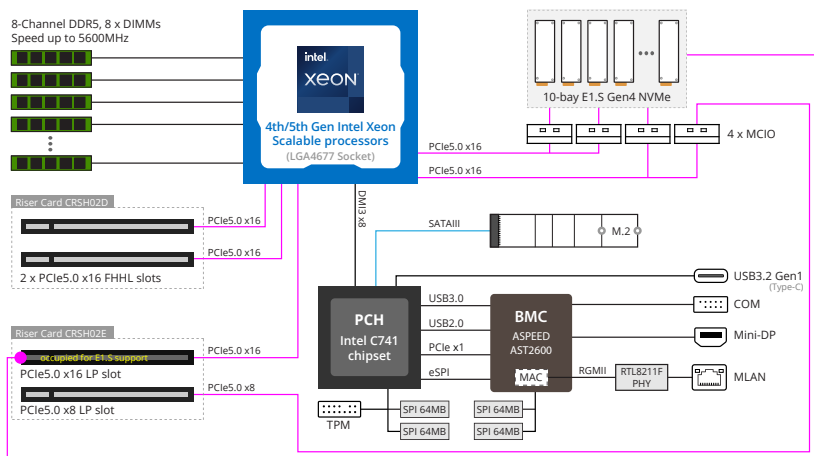 8-Channel DDR5, 8 x DIMMs
Speed up to 5600MHz
intel.
xeon
4th/5th Gen Intel Xeon
Scalable processors
(LGA4677 Socket)
10-bay E1.S Gen4 NVMe
4 x MCIO
PCIe5.0 x16
PCIe5.0 x16
DMI3 x8
Riser Card CRSH02D
PCIe5.0 x16
PCIe5.0 x16
2 x PCIe5.0 x16 FHHL slots
SATAIII
M.2
USB3.2 Gen1
(Type-C)
COM
Mini-DP
MLAN
PCH
Intel C741
chipset
USB3.0
USB2.0
PCIe x1
eSPI
BMC
ASPEED
AST2600
MAC
RGMII
RTL8211F
PHY
Riser Card CRSH02E
occupied for E1.S support
PCIe5.0 x16
PCIe5.0 x16 LP slot
PCIe5.0 x8
PCIe5.0 x8 LP slot
TPM
SPI 64MB
SPI 64MB
SPI 64MB
SPI 64MB